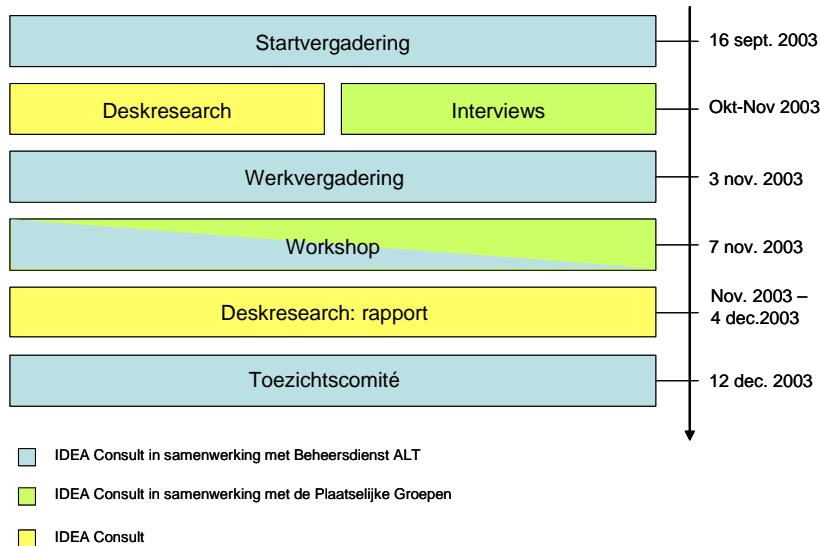 Startvergadering
16 sept. 2003
Deskresearch
Interviews
Okt-Nov 2003
Werkvergadering
3 nov. 2003
Workshop
7 nov. 2003
Deskresearch: rapport
Nov. 2003 –
4 dec.2003
Toezichtscomité
12 dec. 2003
IDEA Consult in samenwerking met Beheersdienst ALT
IDEA Consult in samenwerking met de Plaatselijke Groepen
IDEA Consult